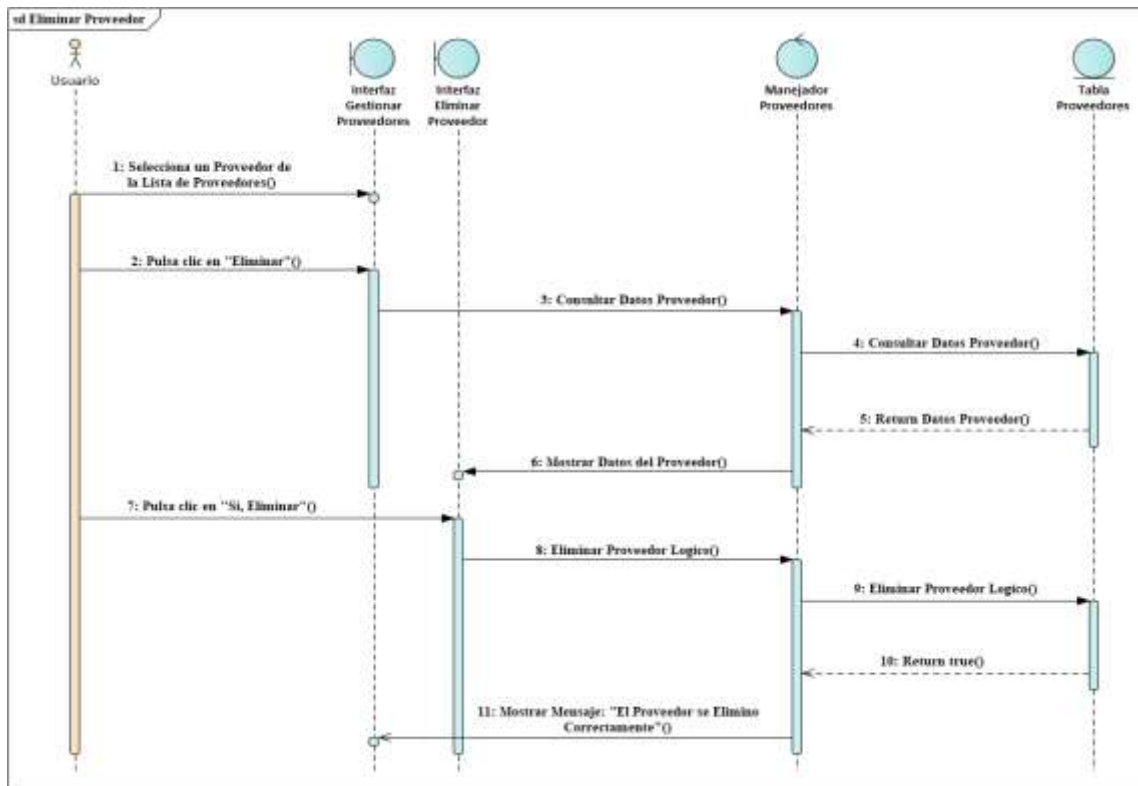 sd Eliminar Proveedor
Usuario
Interfaz
Gestionar
Proveedores
Interfaz
Eliminar
Proveedor
Manejador
Proveedores
Tabla
Proveedores
1: Selecciona un Proveedor de
la Lista de Proveedores()
2: Pulsa clic en "Eliminar"()
3: Consultar Datos Proveedor()
4: Consultar Datos Proveedor()
5: Return Datos Proveedor()
6: Mostrar Datos del Proveedor()
7: Pulsa clic en "Si, Eliminar"()
8: Eliminar Proveedor Logico()
9: Eliminar Proveedor Logico()
10: Return true()
11: Mostrar Mensaje: "El Proveedor se Elimino
Correctamente"()